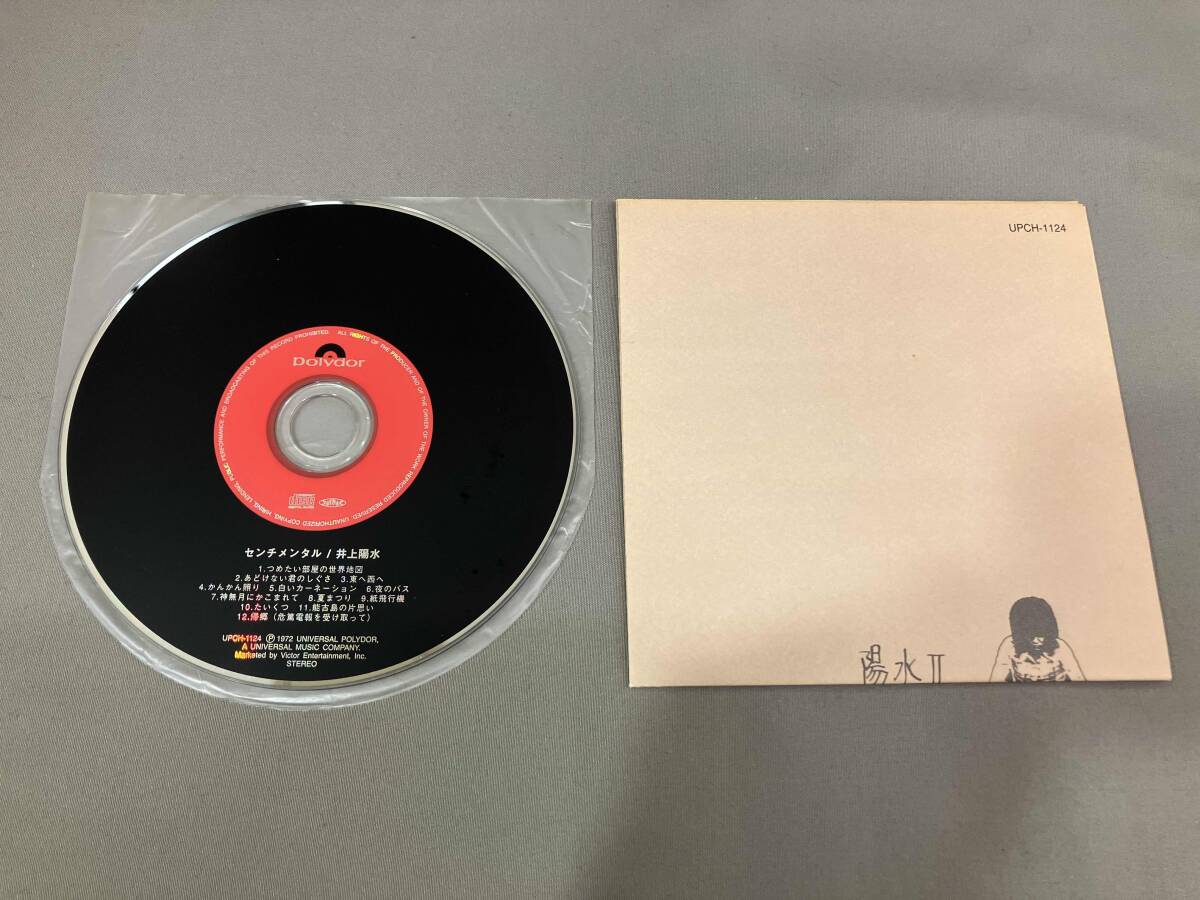 ALL RIGHTS OF THE PRODUCER AND OF THE OWNER OF THE WORK REPRODUCED RESERVED. UNAUTHORIZED COPYING, HIRING, LENDING, PUBLIC PERFORMANCE AND BROADCASTING OF THIS RECORD PROHIBITED.
Polydor
センチメンタル / 井上陽水
1.つめたい部屋の世界地図
2.あどけない君のしぐさ 3.東へ西へ
4.かんかん照り 5.白いカーネーション 6.夜のバス
7.神無月にかこまれて 8.夏まつり 9.紙飛行機
10.たいくつ 11.能古島の片思い
12.帰郷（危篤電報を受け取って）
UPCH-1124 Ⓟ 1972 UNIVERSAL POLYDOR,
A UNIVERSAL MUSIC COMPANY.
Marketed by Victor Entertainment, Inc.
STEREO
UPCH-1124
陽水II